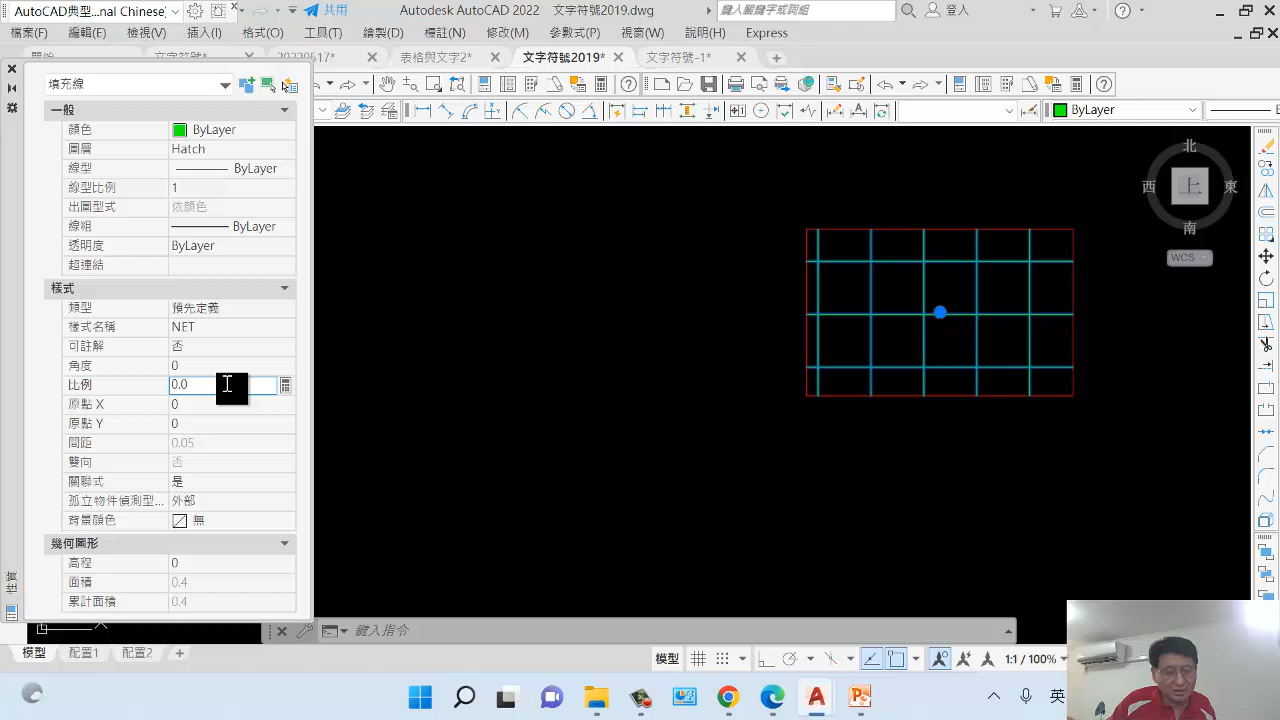 AutoCAD典型...nal Chinese)
共用
Autodesk AutoCAD 2022 文字符號2019.dwg
鍵入關鍵字或詞組
登入
檔案(F) 編輯(E) 檢視(V) 插入(I) 格式(O) 工具(T) 繪製(D) 標註(N) 修改(M) 參數式(P) 視窗(W) 說明(H) Express
表格與文字2* 文字符號2019* 文字符號-1*
填充線
ByLayer
一般
顏色 ByLayer
圖層 Hatch
線型 ByLayer
線型比例 1
出圖型式 依顏色
線粗 ByLayer
透明度 ByLayer
超連結
樣式
類型 預先定義
樣式名稱 NET
可註解 否
角度 0
比例 0.0
原點 X 0
原點 Y 0
間距 0.05
雙向 否
關聯式 是
孤立物件偵測型... 外部
背景顏色 無
幾何圖形
高程 0
面積 0.4
累計面積 0.4
北
西 上 東
南
WCS
鍵入指令
模型 配置1 配置2
模型 1:1 / 100%
英